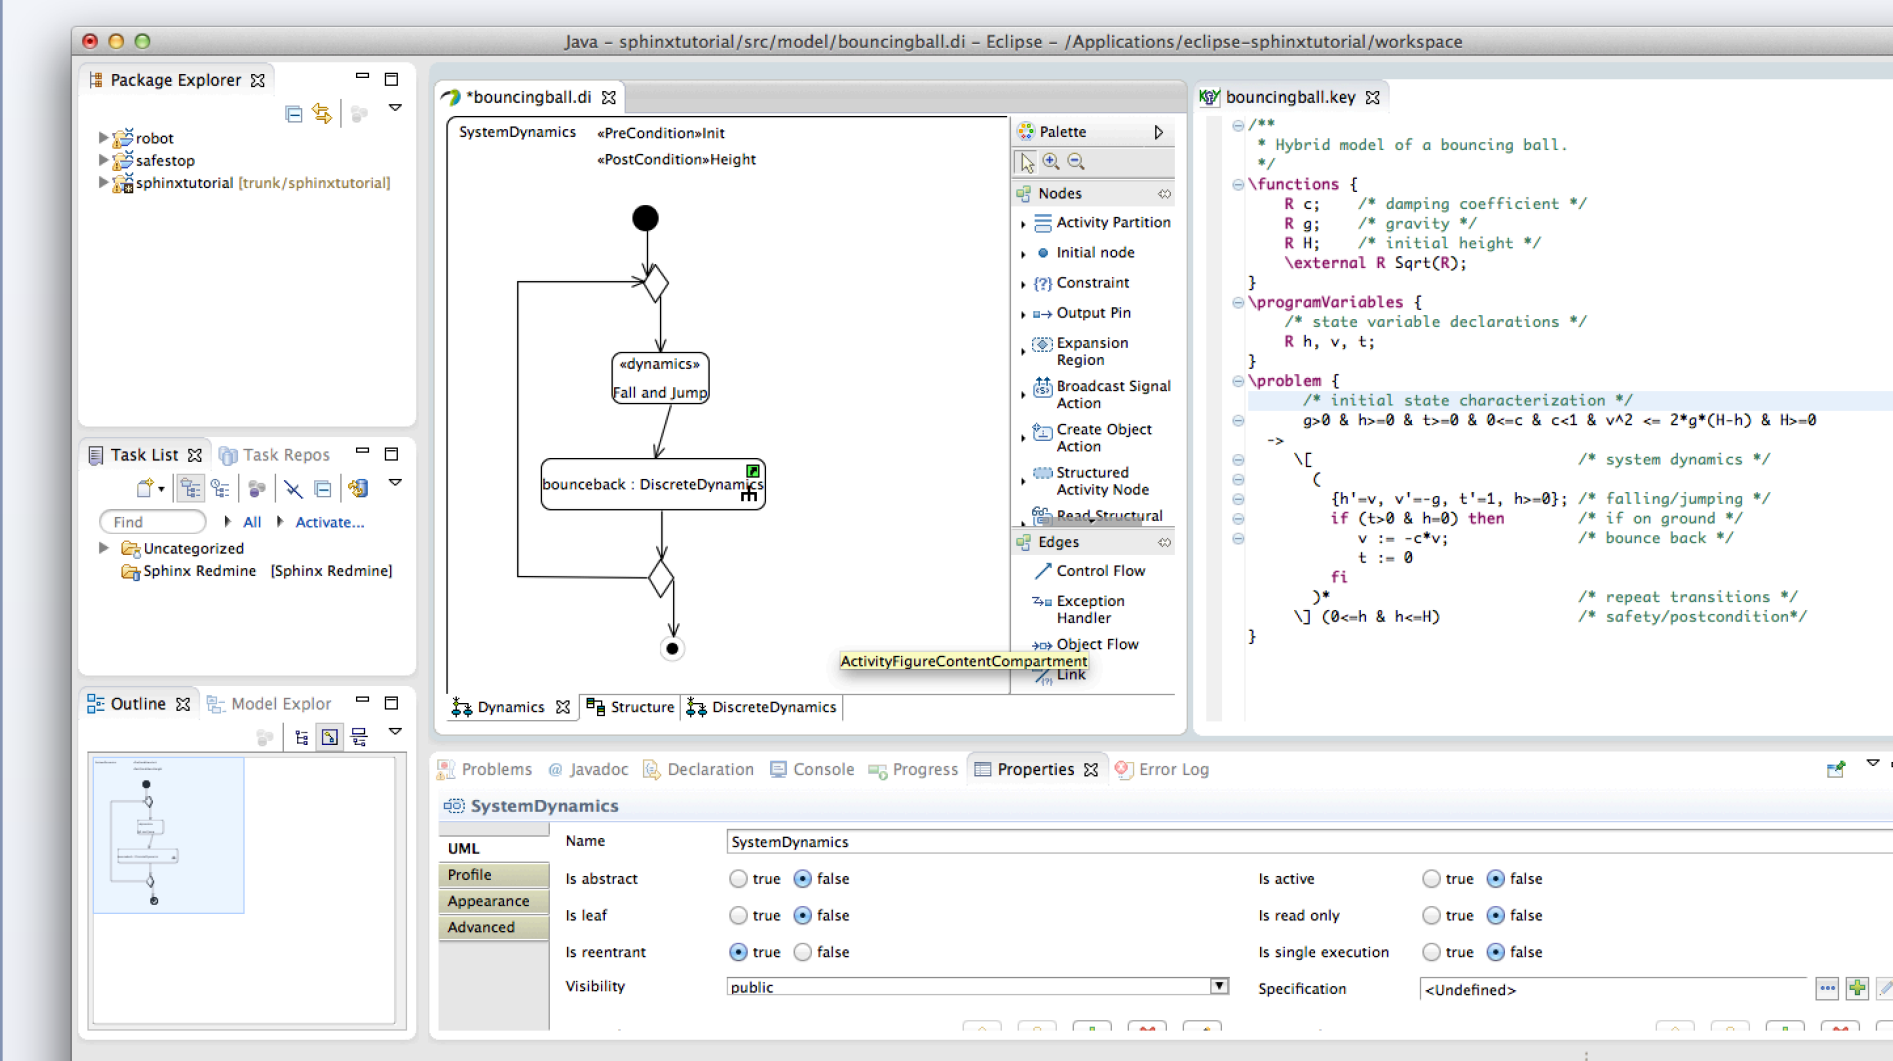 Java – sphinxtutorial/src/model/bouncingball.di – Eclipse – /Applications/eclipse-sphinxtutorial/workspace
Package Explorer
robot
safestop
sphinxtutorial [trunk/sphinxtutorial]
Task List
Task Repos
Find
All
Activate...
Uncategorized
Sphinx Redmine [Sphinx Redmine]
Outline
Model Explor
*bouncingball.di
SystemDynamics
«PreCondition»Init
«PostCondition»Height
«dynamics»
Fall and Jump
bounceback : DiscreteDynamics
Palette
Nodes
Activity Partition
Initial node
Constraint
Output Pin
Expansion
Region
Broadcast Signal
Action
Create Object
Action
Structured
Activity Node
Read Structural
Edges
Control Flow
Exception
Handler
Object Flow
ActivityFigureContentCompartment
Link
Dynamics
Structure
DiscreteDynamics
bouncingball.key
/**
* Hybrid model of a bouncing ball.
*/
\functions {
R c; /* damping coefficient */
R g; /* gravity */
R H; /* initial height */
\external R Sqrt(R);
}
\programVariables {
/* state variable declarations */
R h, v, t;
}
\problem {
/* initial state characterization */
g>0 & h>=0 & t>=0 & 0<=c & c<1 & v^2 <= 2*g*(H-h) & H>=0
->
\[ /* system dynamics */
(
{h'=v, v'=-g, t'=1, h>=0}; /* falling/jumping */
if (t>0 & h=0) then /* if on ground */
v := -c*v; /* bounce back */
t := 0
fi
)* /* repeat transitions */
\] (0<=h & h<=H) /* safety/postcondition*/
}
Problems
@ Javadoc
Declaration
Console
Progress
Properties
Error Log
SystemDynamics
UML
Profile
Appearance
Advanced
Name
SystemDynamics
Is abstract true false
Is active true false
Is leaf true false
Is read only true false
Is reentrant true false
Is single execution true false
Visibility
public
Specification
<Undefined>